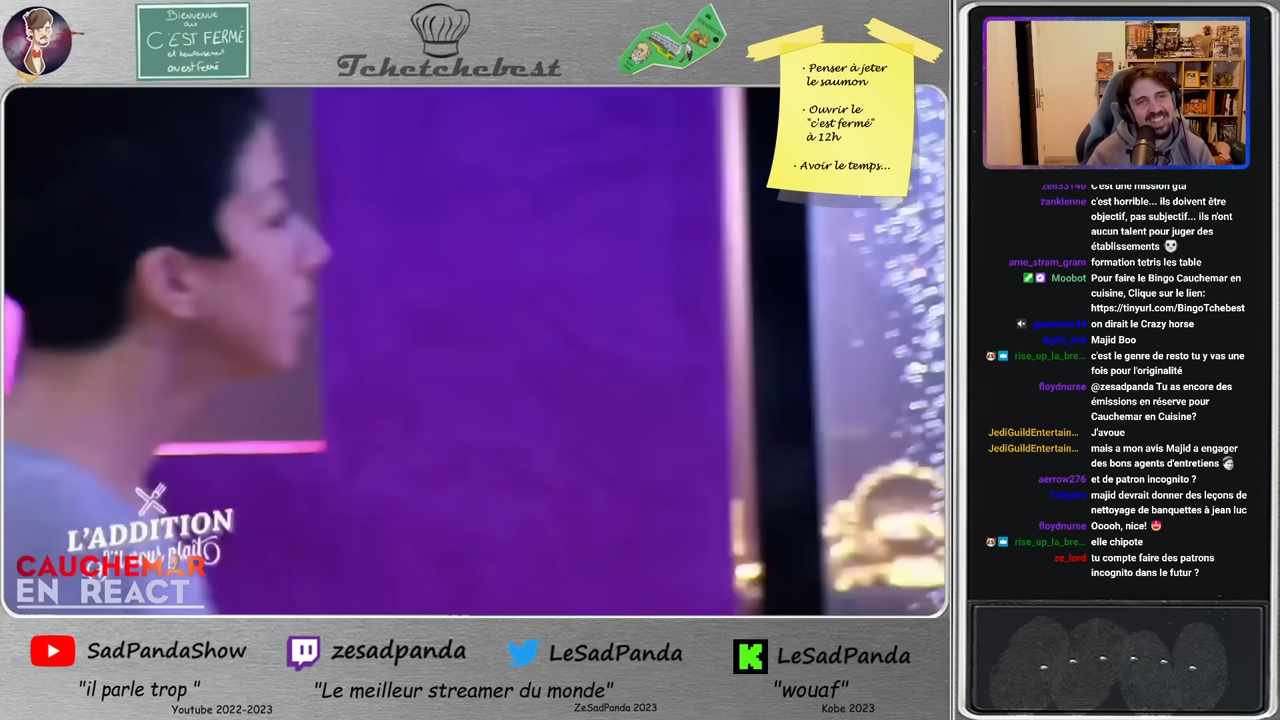 Bienvenue
au
C'EST FERMÉ
et heureusement
on est fermé
Tchetchebest
· Penser à jeter
le saumon
· Ouvrir le
"c'est fermé"
à 12h
· Avoir le temps...
L'ADDITION
s'il vous plaît
CAUCHEMAR
EN REACT
SadPandaShow
"il parle trop "
Youtube 2022-2023
zesadpanda
"Le meilleur streamer du monde"
ZeSadPanda 2023
LeSadPanda
LeSadPanda
"wouaf"
Kobe 2023
C'est une mission gta
zankienne c'est horrible... ils doivent être
objectif, pas subjectif... ils n'ont
aucun talent pour juger des
établissements
ame_stram_gram formation tetris les table
Moobot Pour faire le Bingo Cauchemar en
cuisine, Clique sur le lien:
https://tinyurl.com/BingoTchebest
on dirait le Crazy horse
Majid Boo
rise_up_la_bre... c'est le genre de resto tu y vas une
fois pour l'originalité
floydnurse @zesadpanda Tu as encore des
émissions en réserve pour
Cauchemar en Cuisine?
JediGuildEntertain... J'avoue
JediGuildEntertain... mais a mon avis Majid a engager
des bons agents d'entretiens
aerrow276 et de patron incognito ?
majid devrait donner des leçons de
nettoyage de banquettes à jean luc
floydnurse Ooooh, nice!
rise_up_la_bre... elle chipote
ze_lord tu compte faire des patrons
incognito dans le futur ?